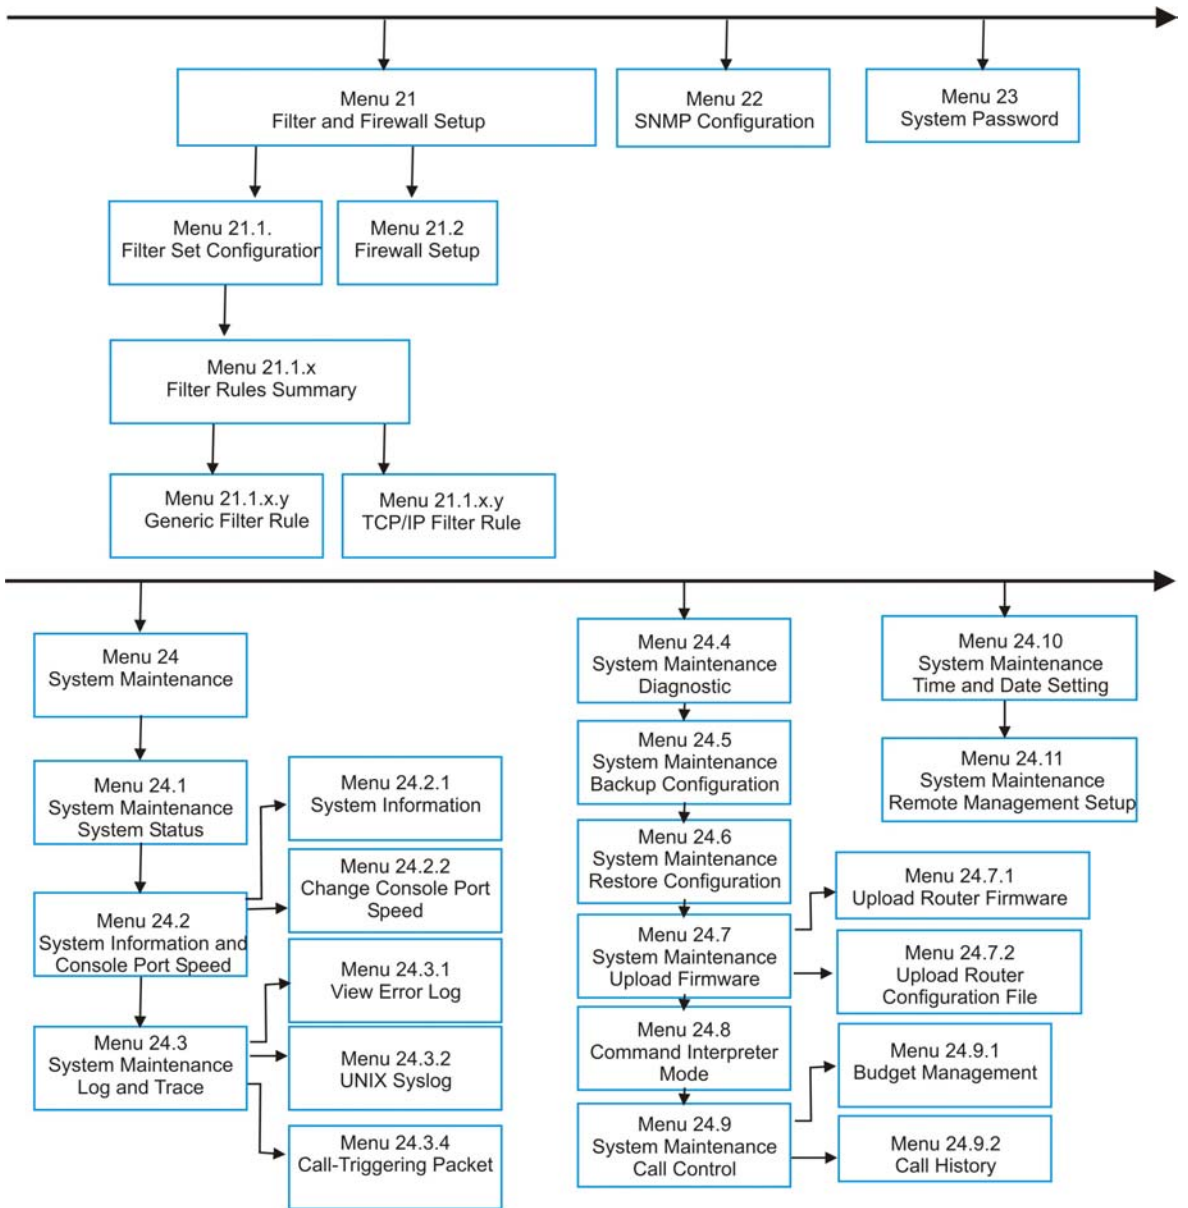 Menu 21
Filter and Firewall Setup
Menu 22
SNMP Configuration
Menu 23
System Password
Menu 21.1.
Filter Set Configuration
Menu 21.2
Firewall Setup
Menu 21.1.x
Filter Rules Summary
Menu 21.1.x.y
Generic Filter Rule
Menu 21.1.x.y
TCP/IP Filter Rule
Menu 24
System Maintenance
Menu 24.1
System Maintenance
System Status
Menu 24.2
System Information and
Console Port Speed
Menu 24.2.1
System Information
Menu 24.2.2
Change Console Port
Speed
Menu 24.3
System Maintenance
Log and Trace
Menu 24.3.1
View Error Log
Menu 24.3.2
UNIX Syslog
Menu 24.3.4
Call-Triggering Packet
Menu 24.4
System Maintenance
Diagnostic
Menu 24.5
System Maintenance
Backup Configuration
Menu 24.6
System Maintenance
Restore Configuration
Menu 24.7
System Maintenance
Upload Firmware
Menu 24.7.1
Upload Router Firmware
Menu 24.7.2
Upload Router
Configuration File
Menu 24.8
Command Interpreter
Mode
Menu 24.9
System Maintenance
Call Control
Menu 24.9.1
Budget Management
Menu 24.9.2
Call History
Menu 24.10
System Maintenance
Time and Date Setting
Menu 24.11
System Maintenance
Remote Management Setup